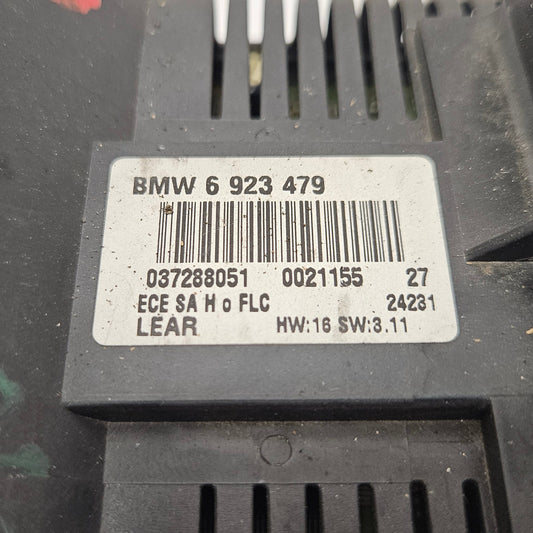 BMW 6 923 479
037288051 0021155 27
ECE SA H o FLC 24231
LEAR HW:16 SW:3.11